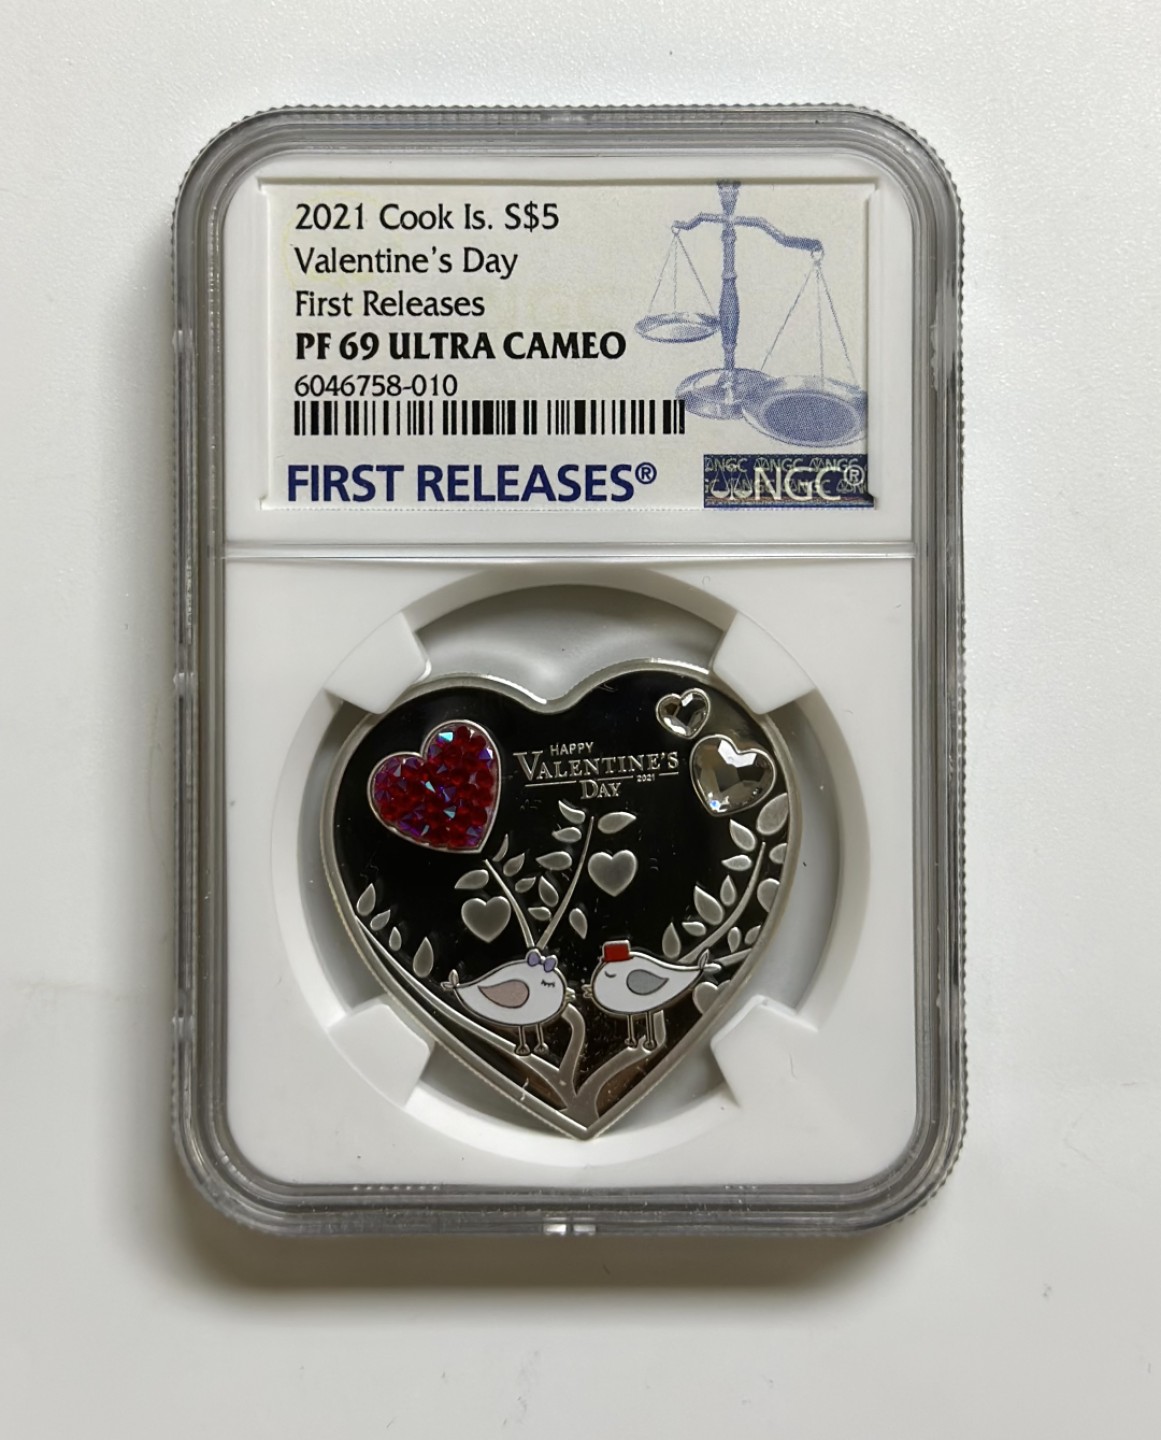 2021 Cook Is. S$5
Valentine's Day
First Releases
PF 69 ULTRA CAMEO
6046758-010
FIRST RELEASES®
NGC®
HAPPY
VALENTINE'S
DAY 2021